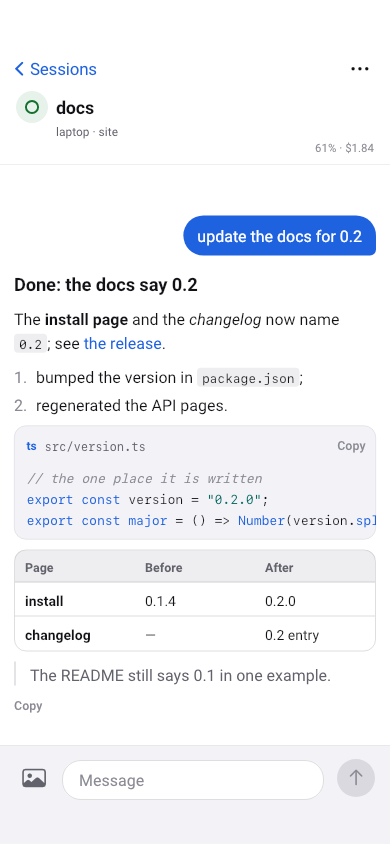 Sessions
docs
laptop · site
61% · $1.84
update the docs for 0.2
Done: the docs say 0.2
The install page and the changelog now name
0.2; see the release.
1. bumped the version in package.json;
2. regenerated the API pages.
ts src/version.ts Copy
// the one place it is written
export const version = "0.2.0";
export const major = () => Number(version.spl
Page Before After
install 0.1.4 0.2.0
changelog — 0.2 entry
The README still says 0.1 in one example.
Copy
Message